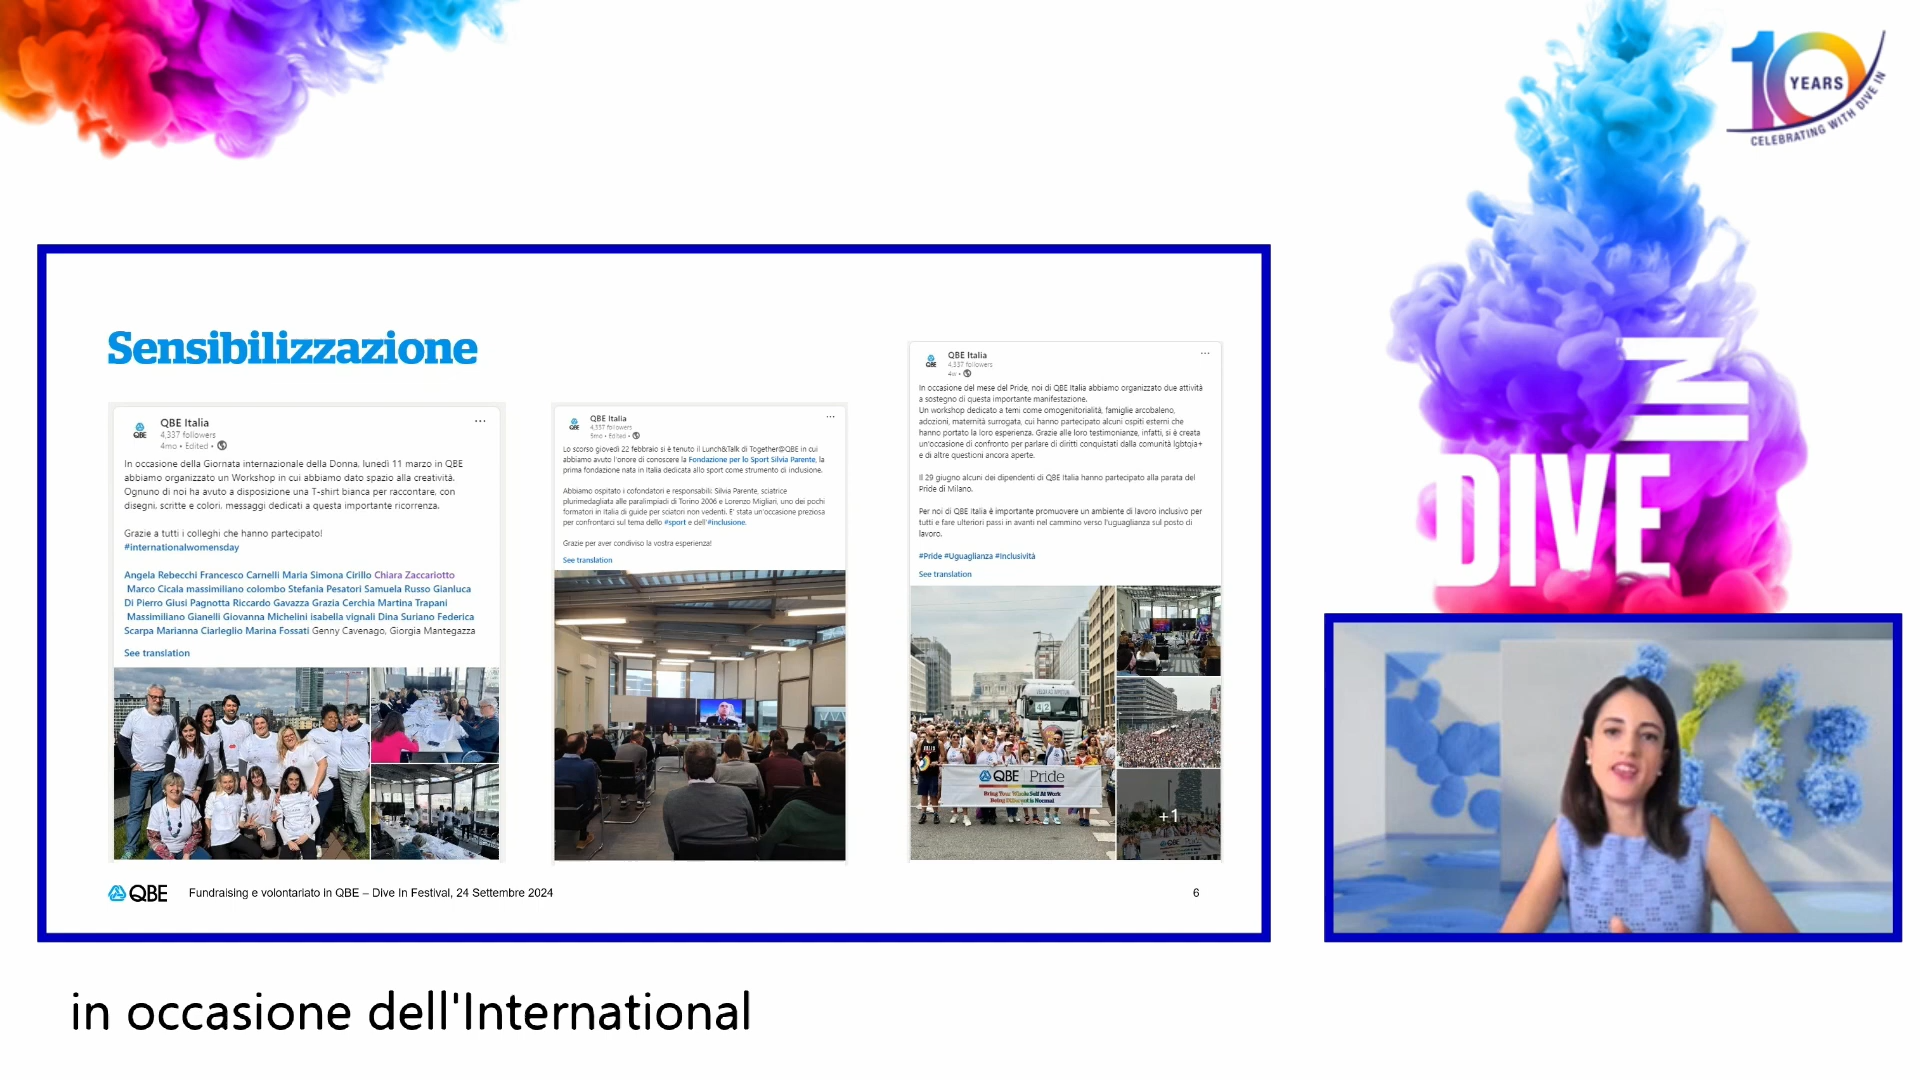 10
YEARS
CELEBRATING WITH DIVE IN
IN
DIVE
Sensibilizzazione
QBE
QBE Italia
4,337 followers
4mo • Edited •
In occasione della Giornata internazionale della Donna, lunedì 11 marzo in QBE
abbiamo organizzato un Workshop in cui abbiamo dato spazio alla creatività.
Ognuno di noi ha avuto a disposizione una T-shirt bianca per raccontare, con
disegni, scritte e colori, messaggi dedicati a questa importante ricorrenza.
Grazie a tutti i colleghi che hanno partecipato!
#internationalwomensday
Angela Rebecchi Francesco Carnelli Maria Simona Cirillo Chiara Zaccariotto
Marco Cicala massimiliano colombo Stefania Pesatori Samuela Russo Gianluca
Di Pierro Giusi Pagnotta Riccardo Gavazza Grazia Cerchia Martina Trapani
Massimiliano Gianelli Giovanna Michelini isabella vignali Dina Suriano Federica
Scarpa Marianna Ciarleglio Marina Fossati Genny Cavenago, Giorgia Mantegazza
See translation
QBE
QBE Italia
4,337 followers
5mo • Edited •
Lo scorso giovedì 22 febbraio si è tenuto il Lunch&Talk di Together@QBE in cui
abbiamo avuto l'onore di conoscere la Fondazione per lo Sport Silvia Parente, la
prima fondazione nata in Italia dedicata allo sport come strumento di inclusione.
Abbiamo ospitato i cofondatori e responsabili: Silvia Parente, sciatrice
plurimedagliata alle paralimpiadi di Torino 2006 e Lorenzo Migliari, uno dei pochi
formatori in Italia di guide per sciatori non vedenti. E' stata un'occasione preziosa
per confrontarci sul tema dello #sport e dell'#inclusione.
Grazie per aver condiviso la vostra esperienza!
See translation
QBE
QBE Italia
4,337 followers
4w •
In occasione del mese del Pride, noi di QBE Italia abbiamo organizzato due attività
a sostegno di questa importante manifestazione.
Un workshop dedicato a temi come omogenitorialità, famiglie arcobaleno,
adozioni, maternità surrogata, cui hanno partecipato alcuni ospiti esterni che
hanno portato la loro esperienza. Grazie alle loro testimonianze, infatti, si è creata
un'occasione di confronto per parlare di diritti conquistati dalla comunità lgbtqia+
e di altre questioni ancora aperte.
Il 29 giugno alcuni dei dipendenti di QBE Italia hanno partecipato alla parata del
Pride di Milano.
Per noi di QBE Italia è importante promuovere un ambiente di lavoro inclusivo per
tutti e fare ulteriori passi in avanti nel cammino verso l'uguaglianza sul posto di
lavoro.
#Pride #Uguaglianza #Inclusività
See translation
42
QBE Pride
Bring Your Whole Self At Work
Being Different is Normal
+1
QBE
Fundraising e volontariato in QBE – Dive In Festival, 24 Settembre 2024
6
in occasione dell'International